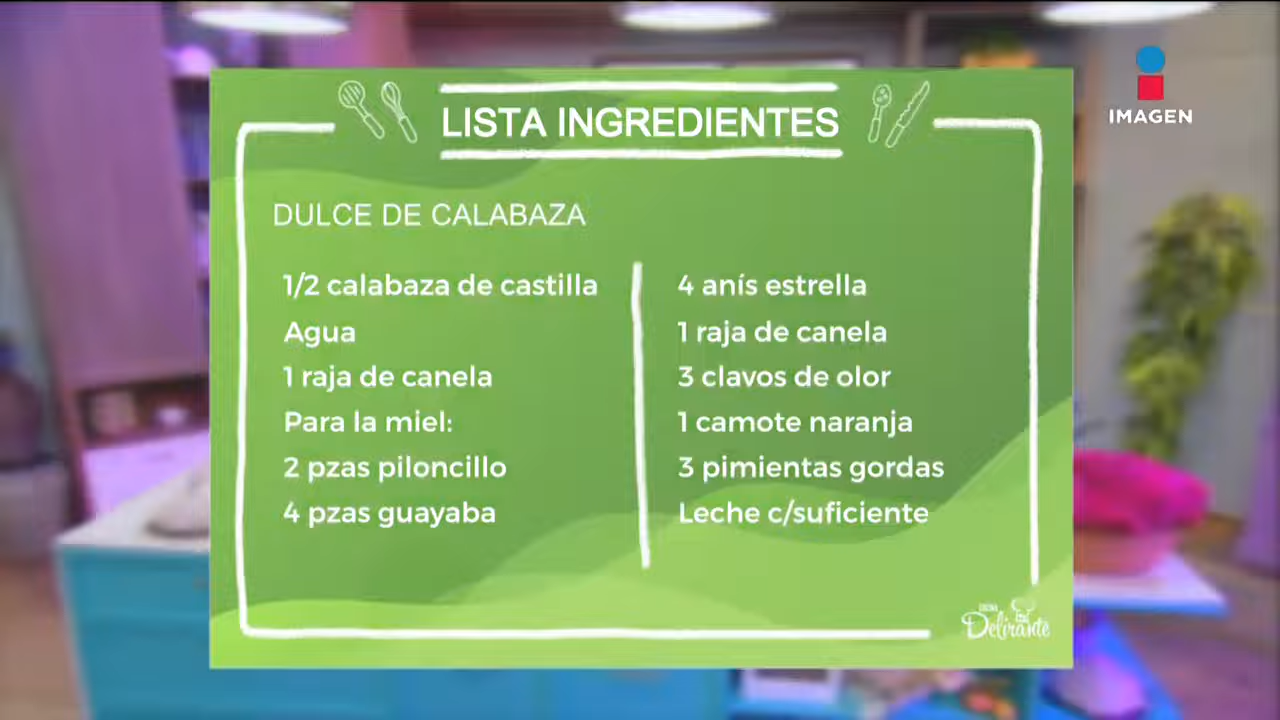 LISTA INGREDIENTES
IMAGEN
DULCE DE CALABAZA
1/2 calabaza de castilla
Agua
1 raja de canela
Para la miel:
2 pzas piloncillo
4 pzas guayaba
4 anís estrella
1 raja de canela
3 clavos de olor
1 camote naranja
3 pimientas gordas
Leche c/suficiente
Delirante